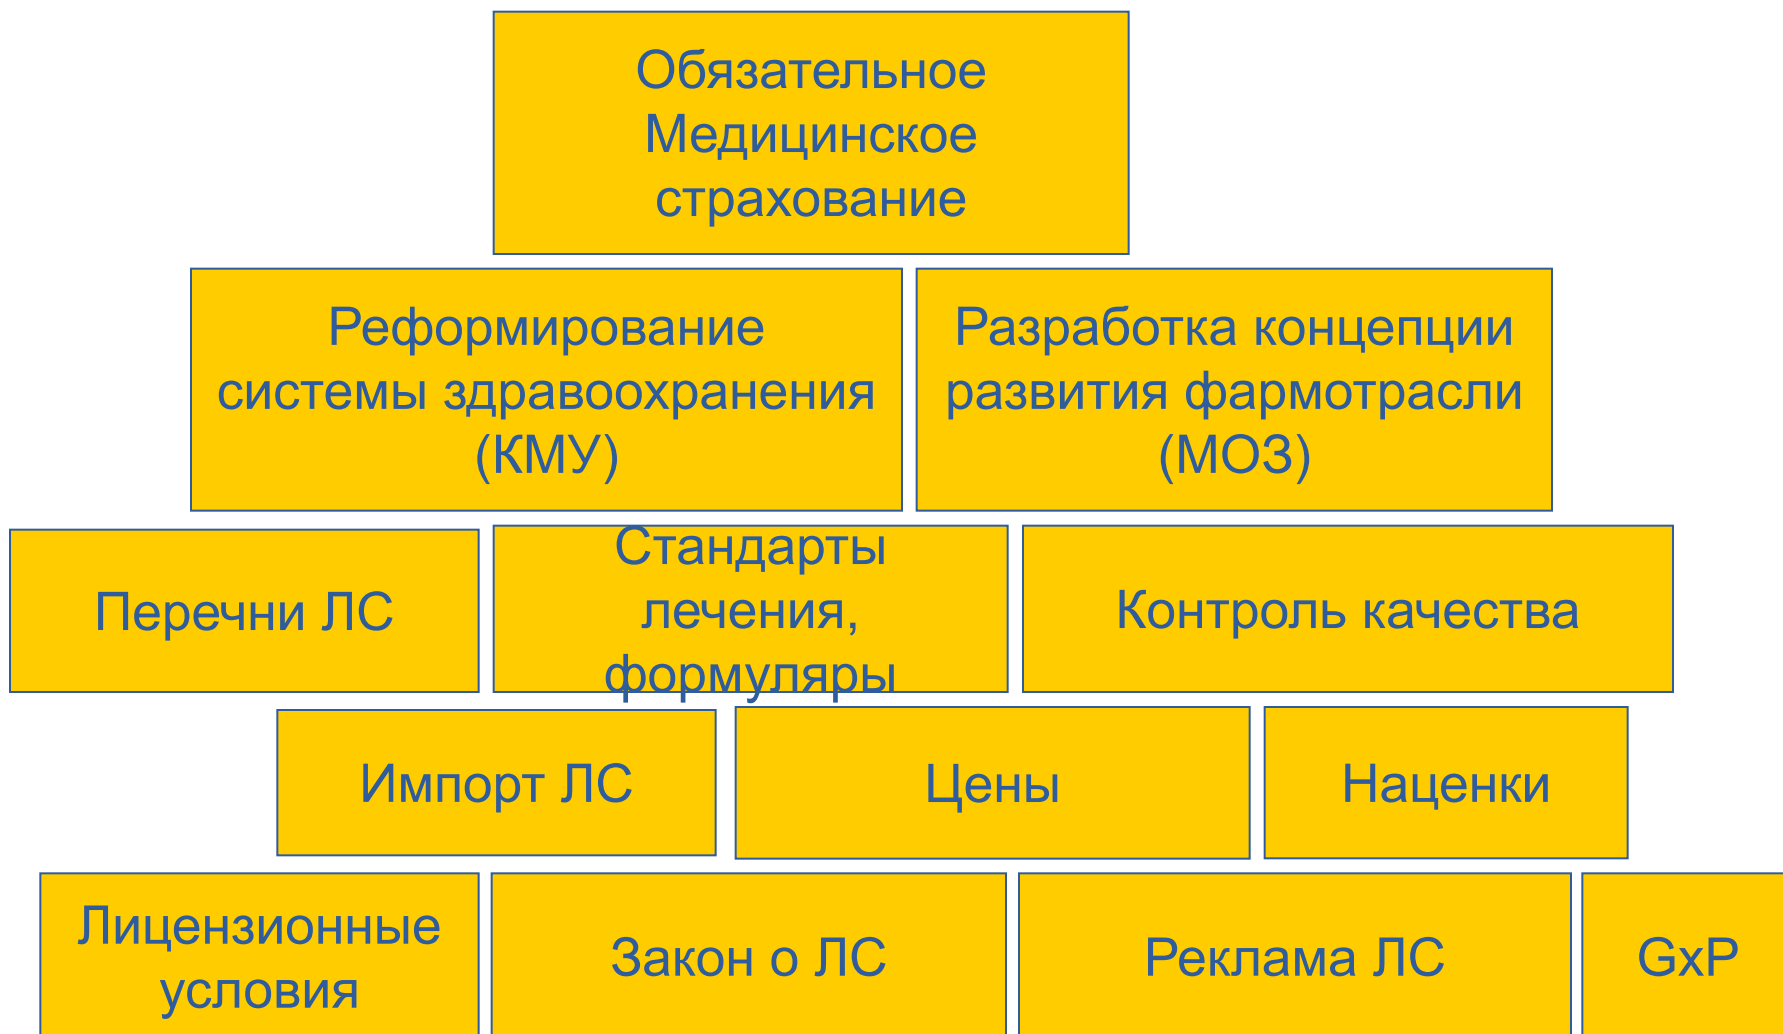 Обязательное
Медицинское
страхование
Реформирование
системы здравоохранения
(КМУ)
Разработка концепции
развития фармотрасли
(МОЗ)
Перечни ЛС
Стандарты
лечения,
формуляры
Контроль качества
Импорт ЛС
Цены
Наценки
Лицензионные
условия
Закон о ЛС
Реклама ЛС
GxP